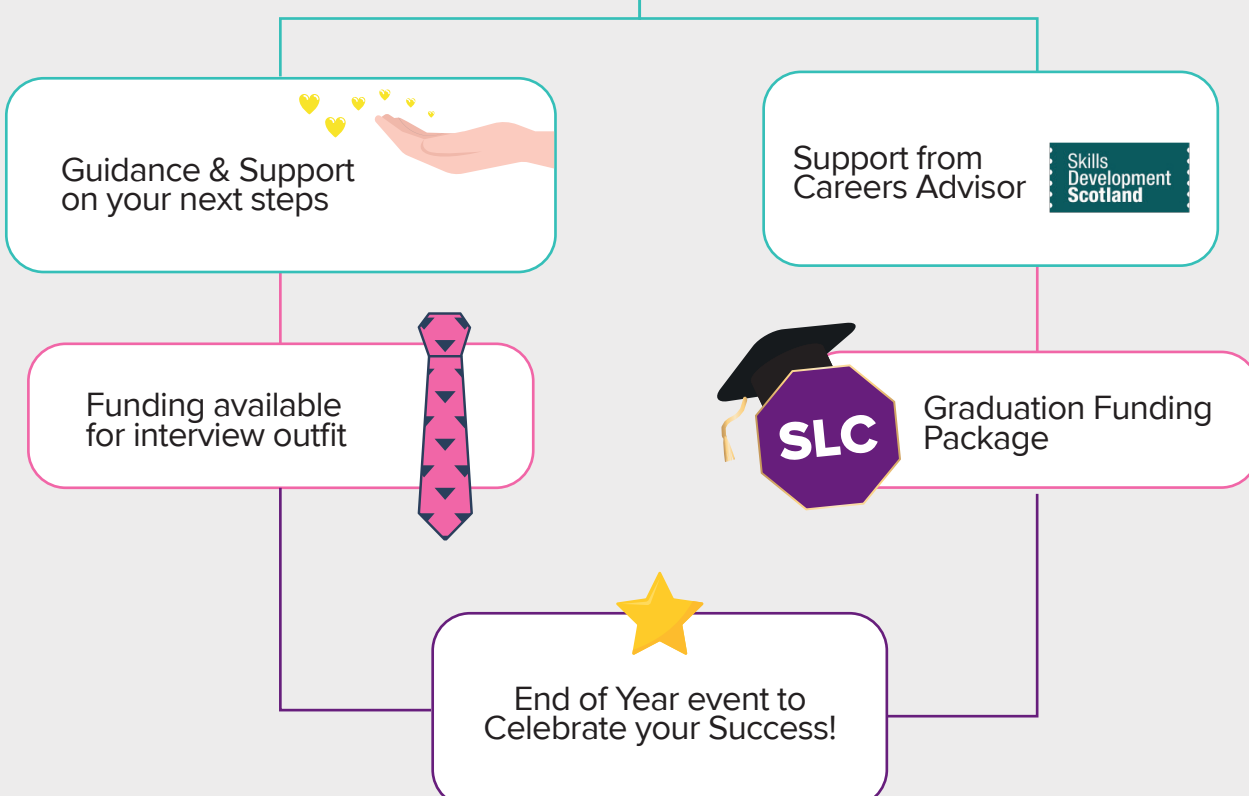 Guidance & Support
on your next steps
Support from
Careers Advisor
Skills
Development
Scotland
Funding available
for interview outfit
SLC
Graduation Funding
Package
End of Year event to
Celebrate your Success!